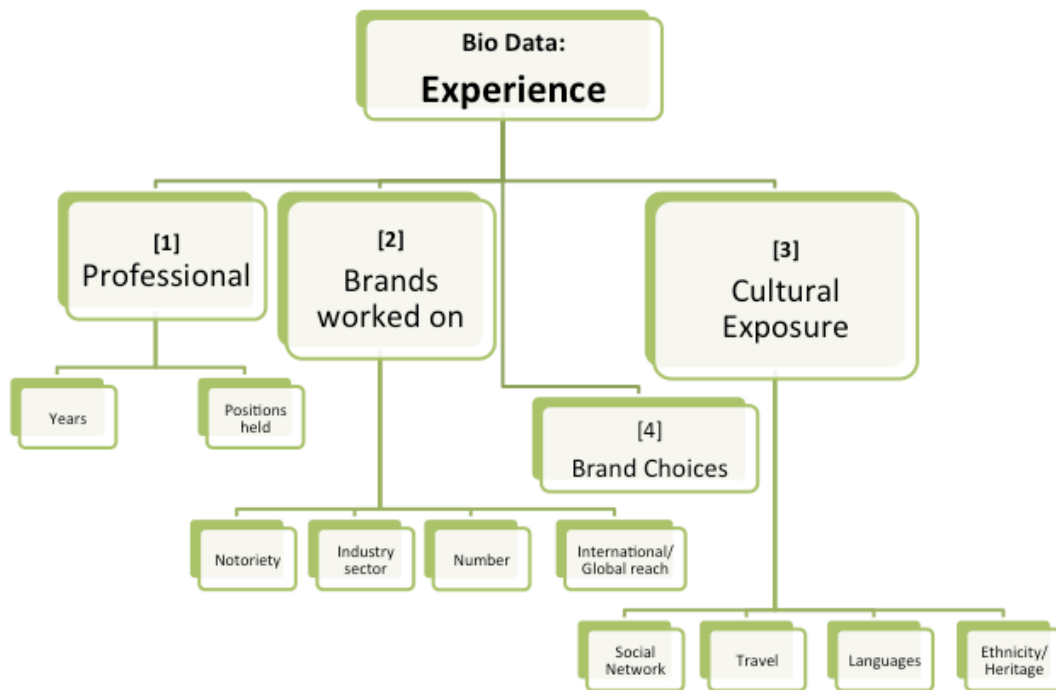 Bio Data:
Experience
[1]
Professional
[2]
Brands
worked on
[3]
Cultural
Exposure
Years
Positions
held
[4]
Brand Choices
Notoriety
Industry
sector
Number
International/
Global reach
Social
Network
Travel
Languages
Ethnicity/
Heritage